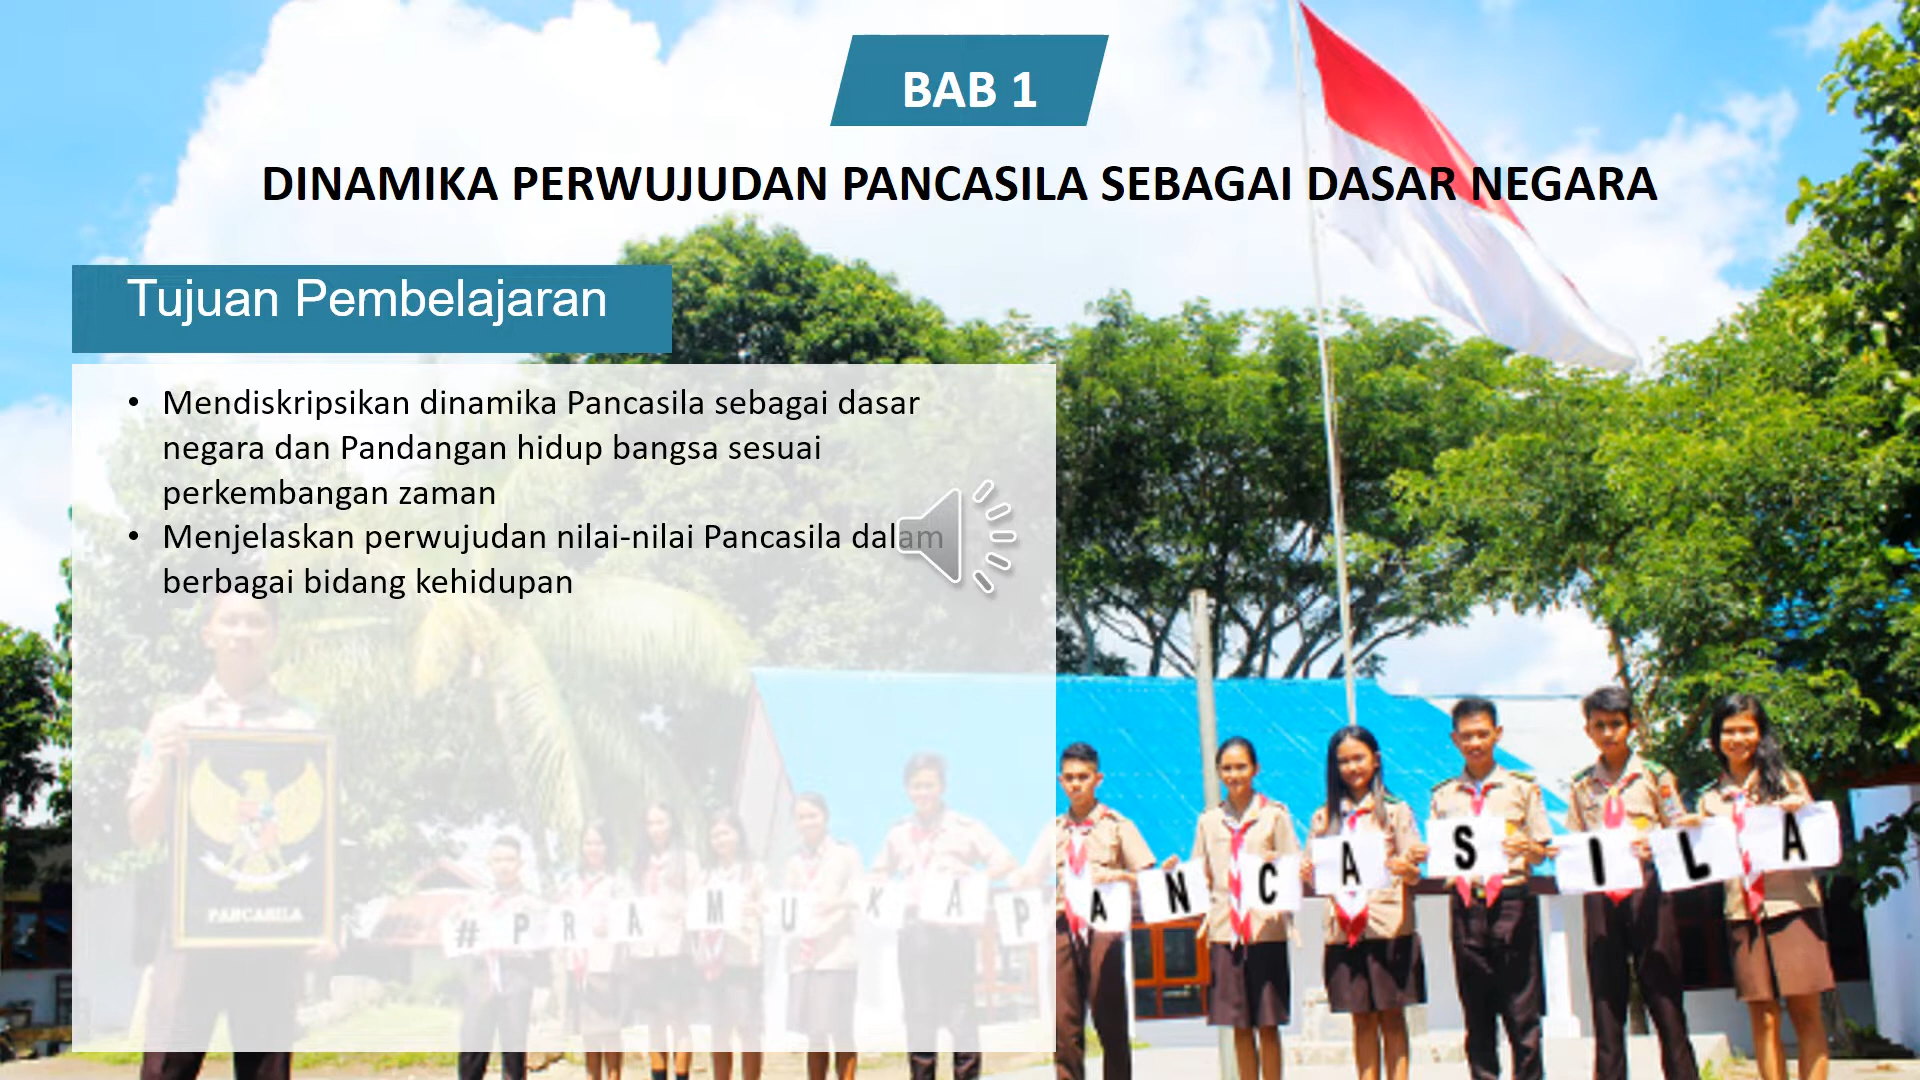 BAB 1
DINAMIKA PERWUJUDAN PANCASILA SEBAGAI DASAR NEGARA
Tujuan Pembelajaran
• Mendiskripsikan dinamika Pancasila sebagai dasar
negara dan Pandangan hidup bangsa sesuai
perkembangan zaman
• Menjelaskan perwujudan nilai-nilai Pancasila dalam
berbagai bidang kehidupan
PANCASILA
#PRAMUKAPANCASILA